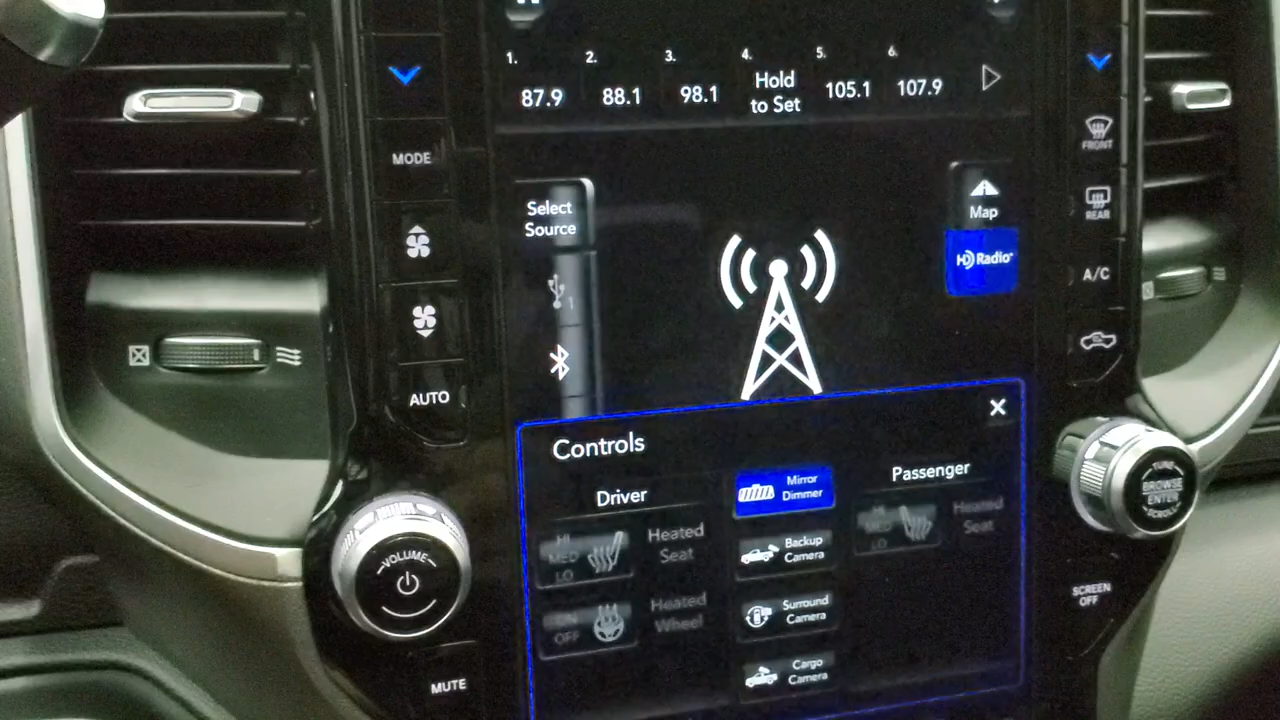 1.
2.
3.
4.
5.
6.
87.9
88.1
98.1
Hold
to Set
105.1
107.9
MODE
AUTO
MUTE
VOLUME
Select
Source
1
Map
HD Radio
FRONT
REAR
A/C
Controls
Driver
HI
MED
LO
Heated
Seat
ON
OFF
Heated
Wheel
Mirror
Dimmer
Backup
Camera
Surround
Camera
Cargo
Camera
Passenger
HI
MED
LO
Heated
Seat
TUNE
BROWSE
ENTER
SCROLL
SCREEN
OFF